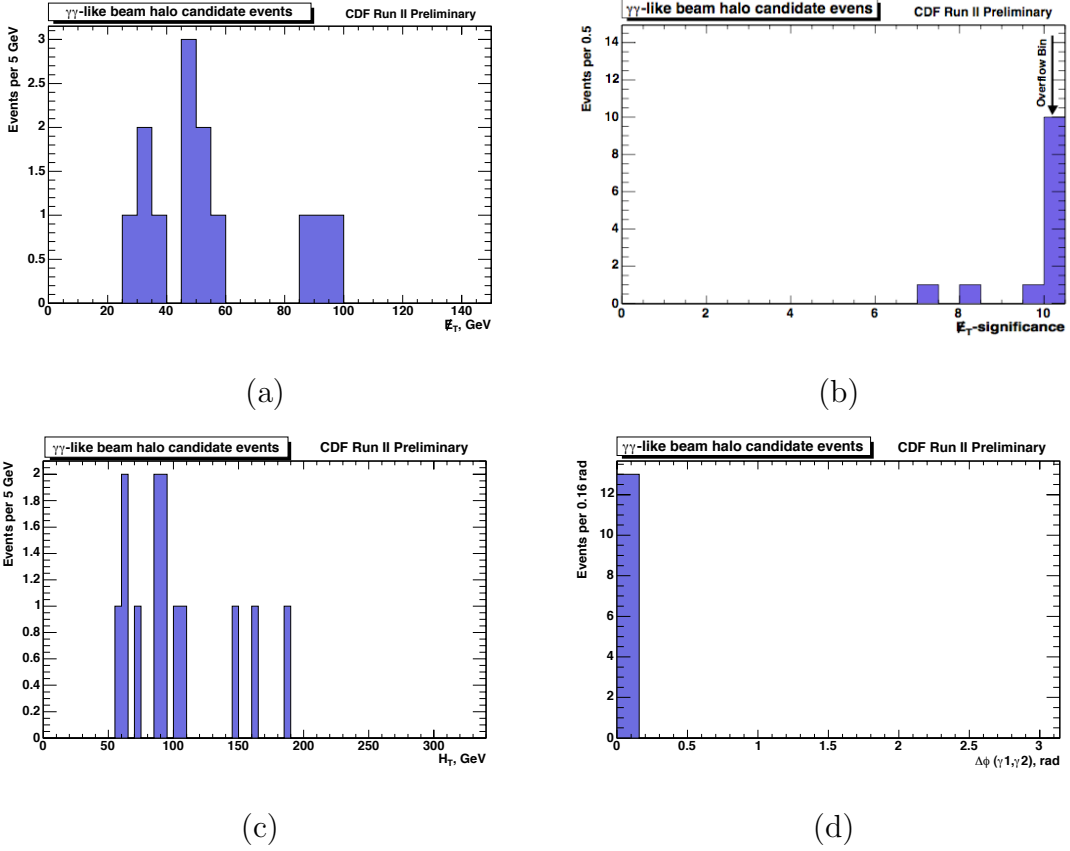 γγ-like beam halo candidate events CDF Run II Preliminary
Events per 5 GeV
3
2.5
2
1.5
1
0.5
0
0 20 40 60 80 100 120 140
E̸T, GeV
(a)
γγ-like beam halo candidate evens CDF Run II Preliminary
Events per 0.5
Overflow Bin
14
12
10
8
6
4
2
0
0 2 4 6 8 10
E̸T-significance
(b)
γγ-like beam halo candidate events CDF Run II Preliminary
Events per 5 GeV
2
1.8
1.6
1.4
1.2
1
0.8
0.6
0.4
0.2
0
0 50 100 150 200 250 300
HT, GeV
(c)
γγ-like beam halo candidate events CDF Run II Preliminary
Events per 0.16 rad
12
10
8
6
4
2
0
0 0.5 1 1.5 2 2.5 3
Δϕ (γ1,γ2), rad
(d)